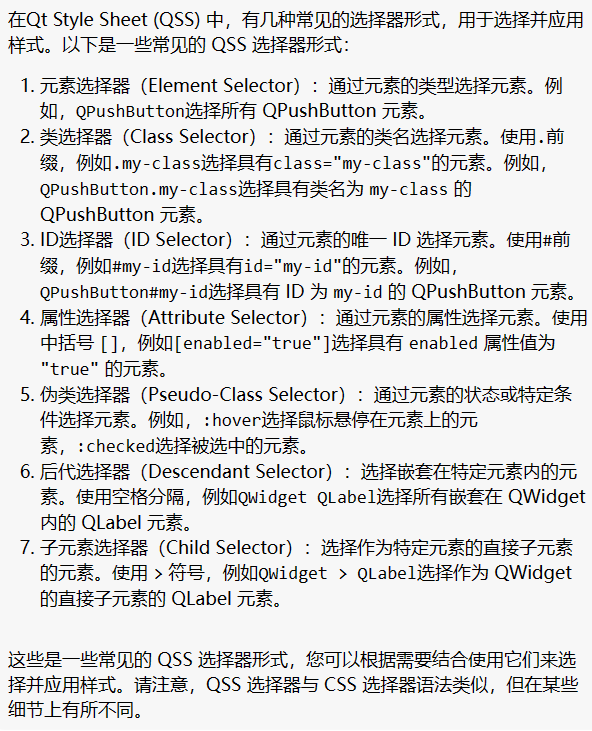 在Qt Style Sheet (QSS) 中，有几种常见的选择器形式，用于选择并应用
样式。以下是一些常见的 QSS 选择器形式：
1. 元素选择器（Element Selector）：通过元素的类型选择元素。例
如，QPushButton选择所有 QPushButton 元素。
2. 类选择器（Class Selector）：通过元素的类名选择元素。使用.前
缀，例如.my-class选择具有class="my-class"的元素。例如，
QPushButton.my-class选择具有类名为 my-class 的
QPushButton 元素。
3. ID选择器（ID Selector）：通过元素的唯一 ID 选择元素。使用#前
缀，例如#my-id选择具有id="my-id"的元素。例如，
QPushButton#my-id选择具有 ID 为 my-id 的 QPushButton 元素。
4. 属性选择器（Attribute Selector）：通过元素的属性选择元素。使用
中括号 []，例如[enabled="true"]选择具有 enabled 属性值为
"true" 的元素。
5. 伪类选择器（Pseudo-Class Selector）：通过元素的状态或特定条
件选择元素。例如，:hover选择鼠标悬停在元素上的元
素，:checked选择被选中的元素。
6. 后代选择器（Descendant Selector）：选择嵌套在特定元素内的元
素。使用空格分隔，例如QWidget QLabel选择所有嵌套在 QWidget
内的 QLabel 元素。
7. 子元素选择器（Child Selector）：选择作为特定元素的直接子元素
的元素。使用 > 符号，例如QWidget > QLabel选择作为 QWidget
的直接子元素的 QLabel 元素。
这些是一些常见的 QSS 选择器形式，您可以根据需要结合使用它们来选
择并应用样式。请注意，QSS 选择器与 CSS 选择器语法类似，但在某些
细节上有所不同。